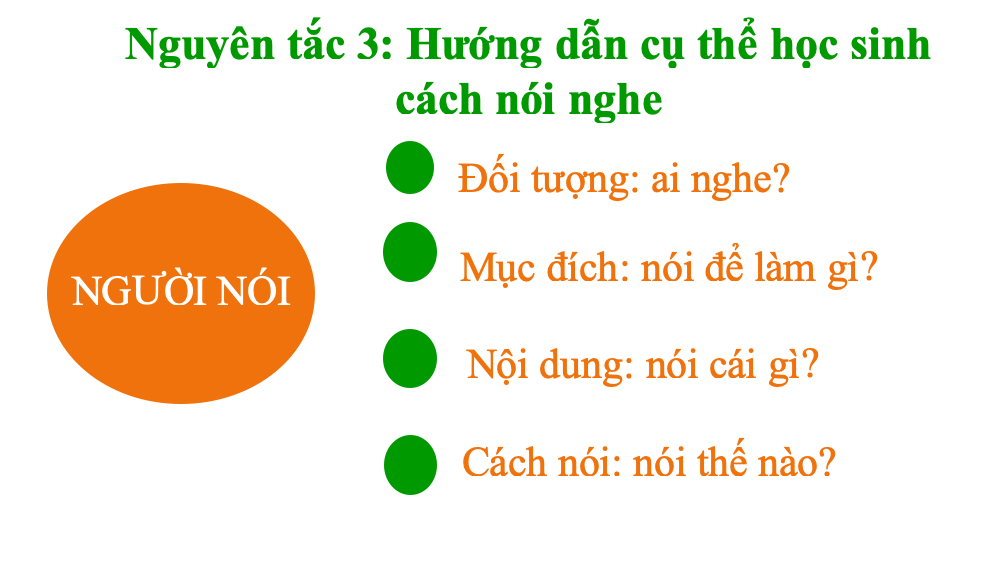 Nguyên tắc 3: Hướng dẫn cụ thể học sinh
cách nói nghe
NGƯỜI NÓI
Đối tượng: ai nghe?
Mục đích: nói để làm gì?
Nội dung: nói cái gì?
Cách nói: nói thế nào?